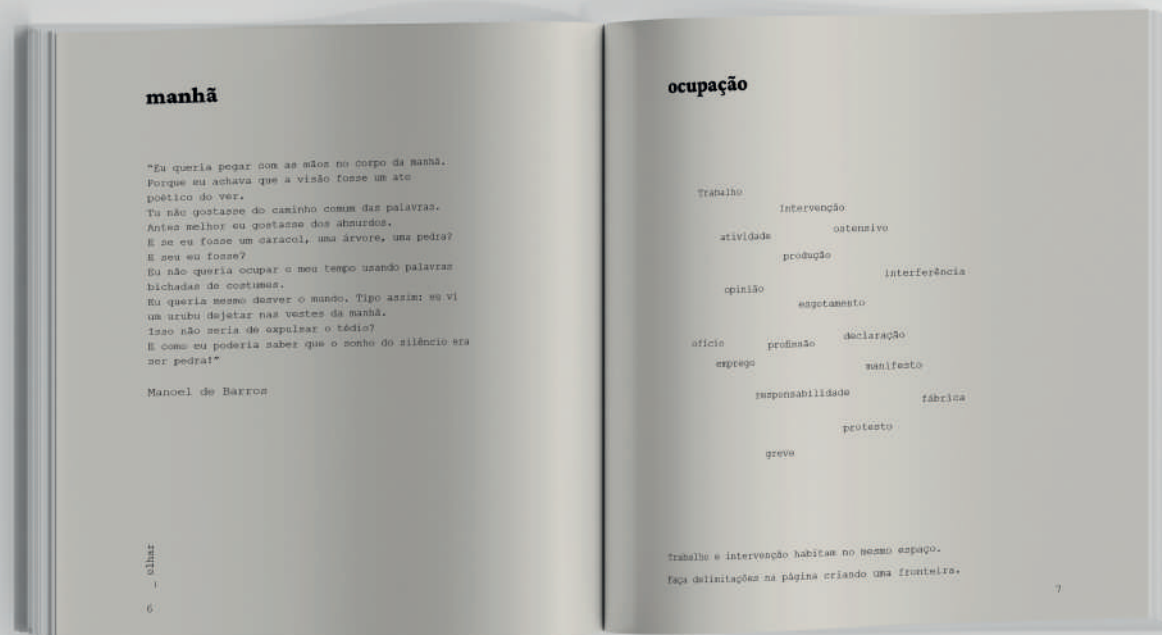 manhã
"Eu queria pegar com as mãos no corpo da manhã.
Porque eu achava que a visão fosse um ato
poético do ver.
Tu não gostasse do caminho comum das palavras.
Antes melhor eu gostasse dos absurdos.
E se eu fosse um caracol, uma árvore, uma pedra?
E seu eu fosse?
Eu não queria ocupar o meu tempo usando palavras
bichadas de costumes.
Eu queria mesmo desver o mundo. Tipo assim: eu vi
um urubu dejetar nas vestes da manhã.
Isso não seria de expulsar o tédio?
E como eu poderia saber que o sonho do silêncio era
ser pedra!"
Manoel de Barros
olhar
6
ocupação
Trabalho
Intervenção
ostensivo
atividade
produção
interferência
opinião
esgotamento
declaração
ofício
profissão
emprego
manifesto
responsabilidade
fábrica
protesto
greve
Trabalho e intervenção habitam no mesmo espaço.
Faça delimitações na página criando uma fronteira.
7